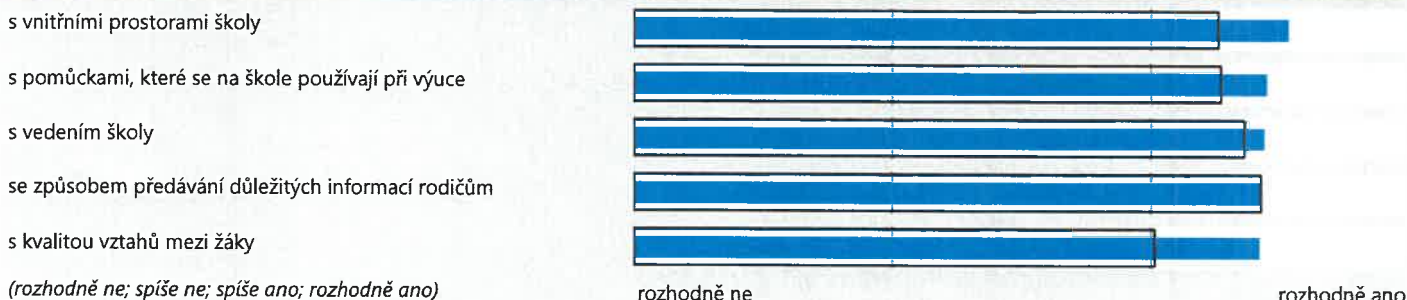 s vnitřními prostorami školy
s pomůckami, které se na škole používají při výuce
s vedením školy
se způsobem předávání důležitých informací rodičům
s kvalitou vztahů mezi žáky
(rozhodně ne; spíše ne; spíše ano; rozhodně ano)
rozhodně ne rozhodně ano